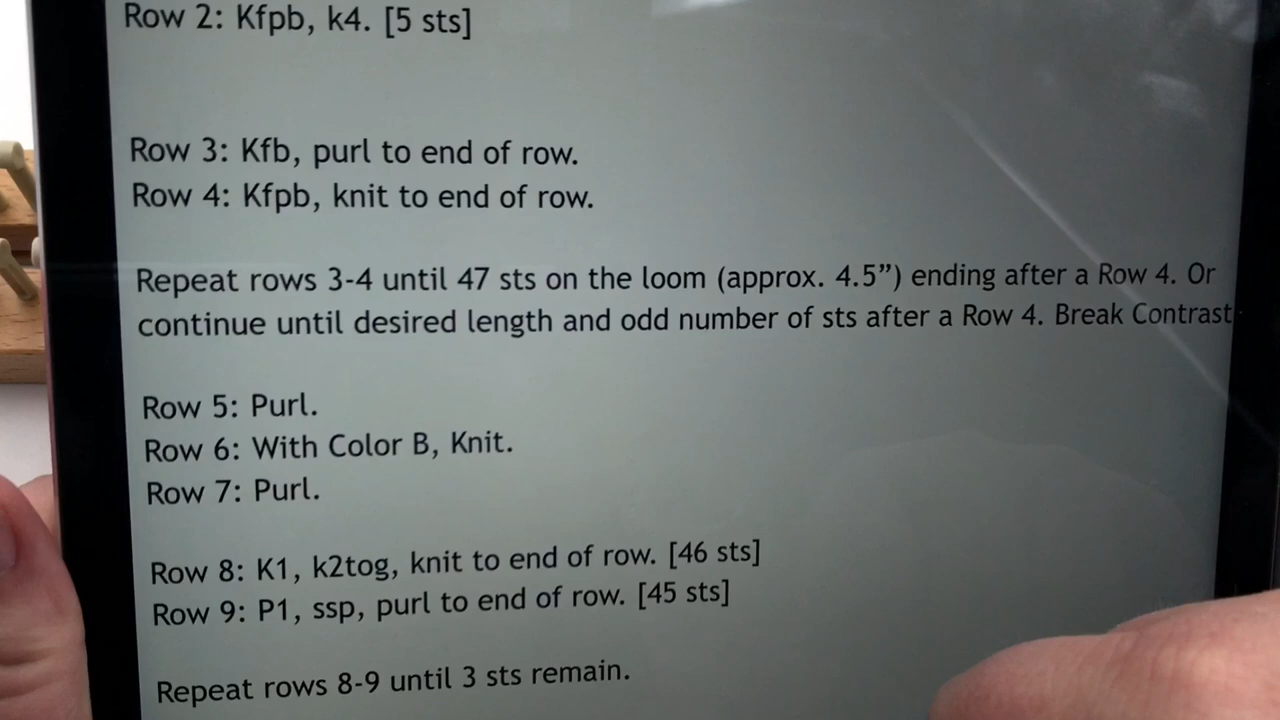 Row 2: Kfpb, k4. [5 sts]
Row 3: Kfb, purl to end of row.
Row 4: Kfpb, knit to end of row.
Repeat rows 3-4 until 47 sts on the loom (approx. 4.5”) ending after a Row 4. Or
continue until desired length and odd number of sts after a Row 4. Break Contrast
Row 5: Purl.
Row 6: With Color B, Knit.
Row 7: Purl.
Row 8: K1, k2tog, knit to end of row. [46 sts]
Row 9: P1, ssp, purl to end of row. [45 sts]
Repeat rows 8-9 until 3 sts remain.